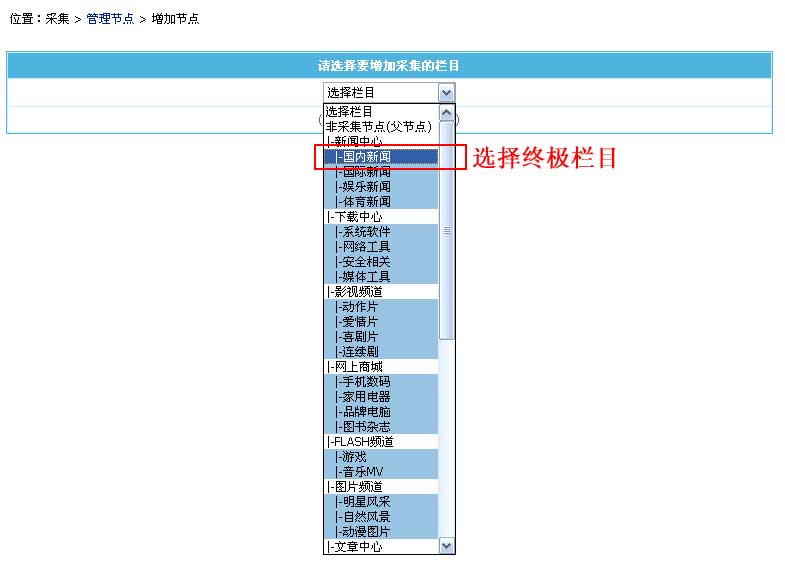 位置：采集 > 管理节点 > 增加节点
请选择要增加采集的栏目
选择栏目
选择栏目
非采集节点(父节点)
|-新闻中心
|-国内新闻
选择终极栏目
|-国际新闻
|-娱乐新闻
|-体育新闻
|-下载中心
|-系统软件
|-网络工具
|-安全相关
|-媒体工具
|-影视频道
|-动作片
|-爱情片
|-喜剧片
|-连续剧
|-网上商城
|-手机数码
|-家用电器
|-品牌电脑
|-图书杂志
|-FLASH频道
|-游戏
|-音乐MV
|-图片频道
|-明星风采
|-自然风景
|-动漫图片
|-文章中心